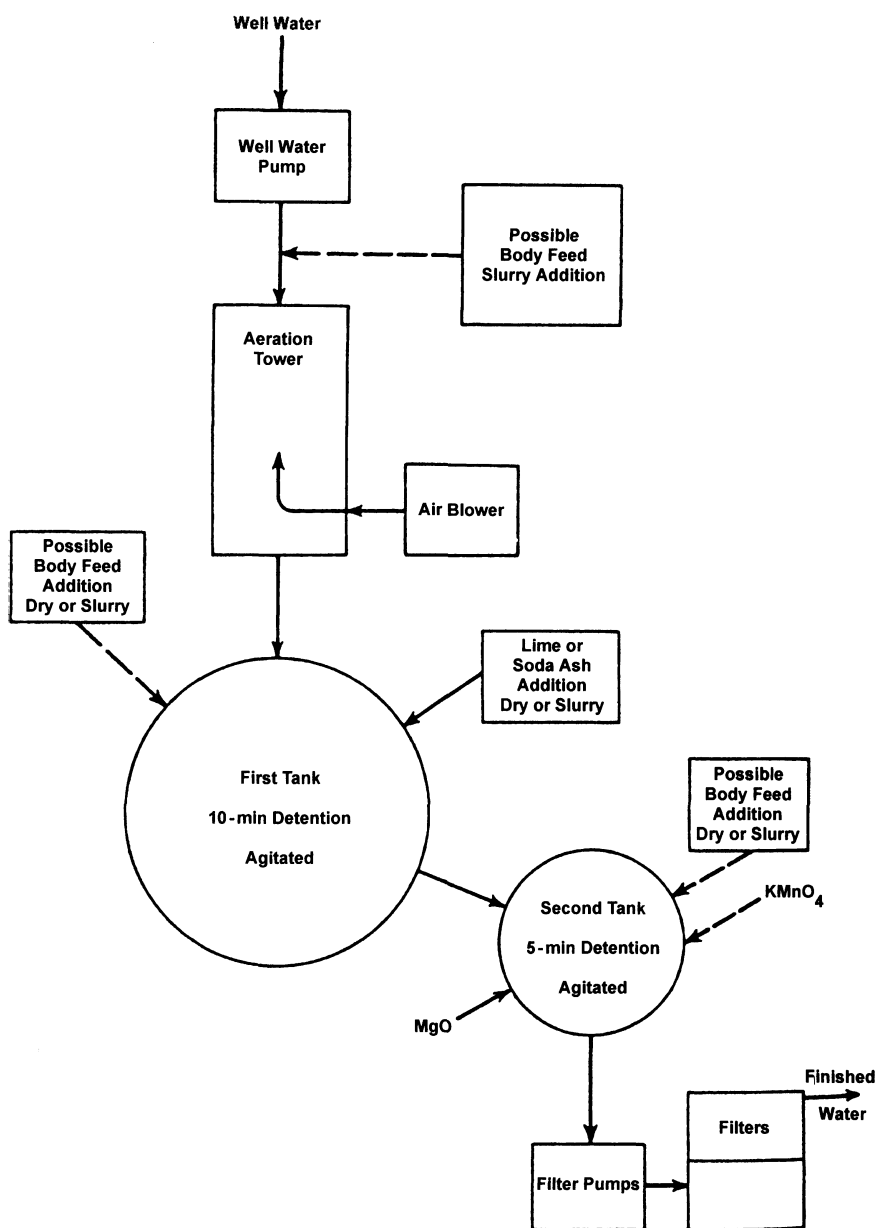 Well Water
Well Water
Pump
Possible
Body Feed
Slurry Addition
Aeration
Tower
Air Blower
Possible
Body Feed
Addition
Dry or Slurry
Lime or
Soda Ash
Addition
Dry or Slurry
First Tank
10-min Detention
Agitated
Possible
Body Feed
Addition
Dry or Slurry
KMnO4
Second Tank
5-min Detention
Agitated
MgO
Finished
Water
Filters
Filter Pumps